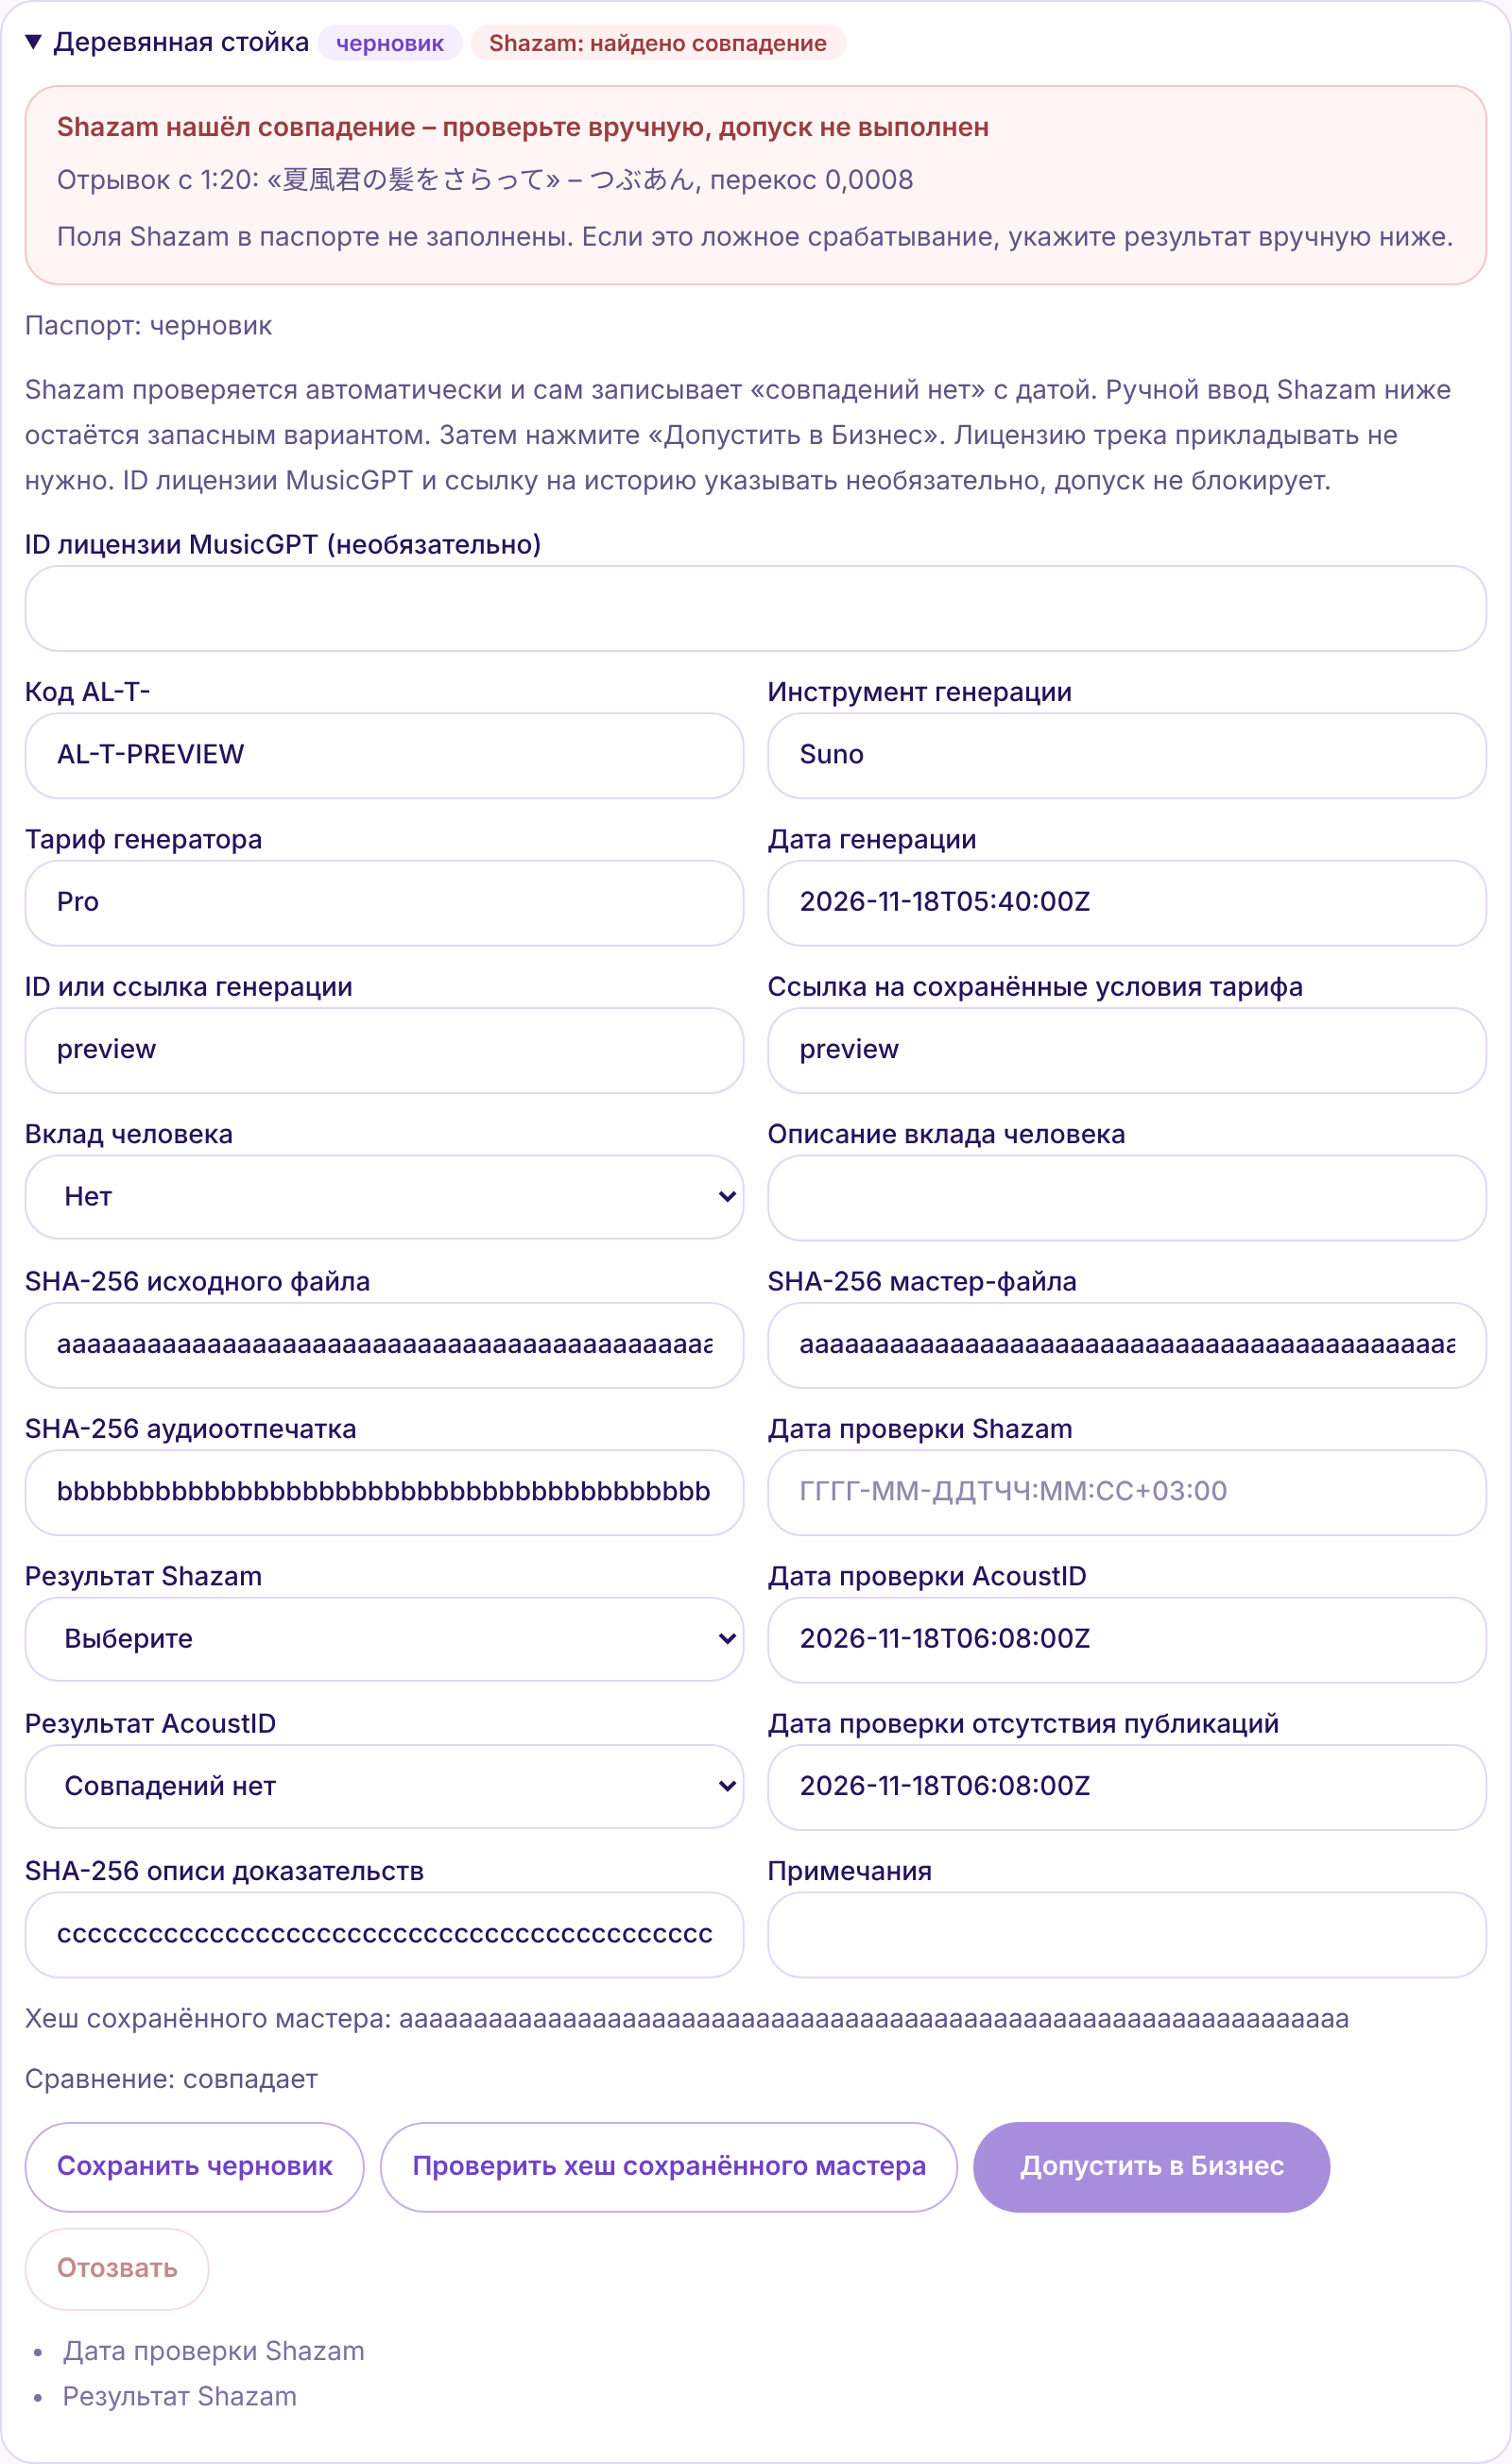 ▼ Деревянная стойка черновик Shazam: найдено совпадение
Shazam нашёл совпадение – проверьте вручную, допуск не выполнен
Отрывок с 1:20: «夏風君の髪をさらって» – つぶあん, перекос 0,0008
Поля Shazam в паспорте не заполнены. Если это ложное срабатывание, укажите результат вручную ниже.
Паспорт: черновик
Shazam проверяется автоматически и сам записывает «совпадений нет» с датой. Ручной ввод Shazam ниже
остаётся запасным вариантом. Затем нажмите «Допустить в Бизнес». Лицензию трека прикладывать не
нужно. ID лицензии MusicGPT и ссылку на историю указывать необязательно, допуск не блокирует.
ID лицензии MusicGPT (необязательно)
Код AL-T-
AL-T-PREVIEW
Инструмент генерации
Suno
Тариф генератора
Pro
Дата генерации
2026-11-18T05:40:00Z
ID или ссылка генерации
preview
Ссылка на сохранённые условия тарифа
preview
Вклад человека
Нет
Описание вклада человека
SHA-256 исходного файла
aaaaaaaaaaaaaaaaaaaaaaaaaaaaaaaaaaaaaaaaaaaa
SHA-256 мастер-файла
aaaaaaaaaaaaaaaaaaaaaaaaaaaaaaaaaaaaaaaaaaaa
SHA-256 аудиоотпечатка
bbbbbbbbbbbbbbbbbbbbbbbbbbbbbbbbbbbbbbbb
Дата проверки Shazam
ГГГГ-ММ-ДДТЧЧ:ММ:СС+03:00
Результат Shazam
Выберите
Дата проверки AcoustID
2026-11-18T06:08:00Z
Результат AcoustID
Совпадений нет
Дата проверки отсутствия публикаций
2026-11-18T06:08:00Z
SHA-256 описи доказательств
ccccccccccccccccccccccccccccccccccccccccccc
Примечания
Хеш сохранённого мастера: aaaaaaaaaaaaaaaaaaaaaaaaaaaaaaaaaaaaaaaaaaaaaaaaaaaaaaaaaaaaaaaa
Сравнение: совпадает
Сохранить черновик
Проверить хеш сохранённого мастера
Допустить в Бизнес
Отозвать
• Дата проверки Shazam
• Результат Shazam